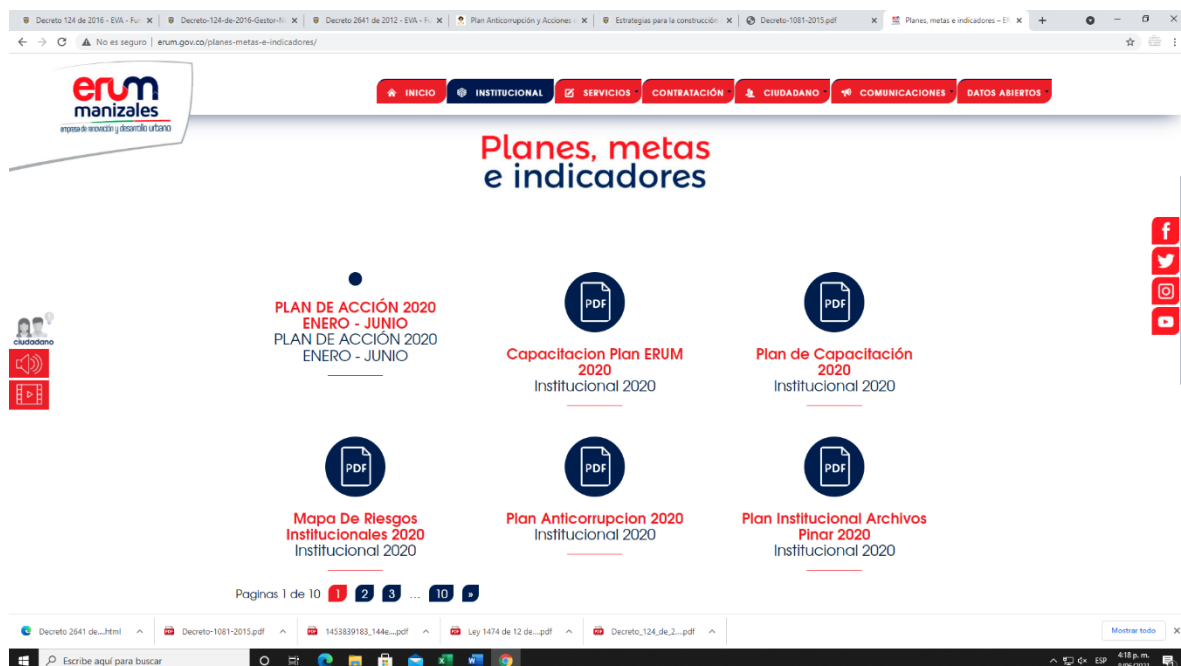 Decreto 124 de 2016 - EVA - Fun
Decreto-124-de-2016-Gestor-N
Decreto 2641 de 2012 - EVA - Fu
Plan Anticorrupción y Acciones
Estrategias para la construcción
Decreto-1081-2015.pdf
Planes, metas e indicadores – ER
No es seguro | erum.gov.co/planes-metas-e-indicadores/
erum
manizales
empresa de renovación y desarrollo urbano
INICIO
INSTITUCIONAL
SERVICIOS
CONTRATACIÓN
CIUDADANO
COMUNICACIONES
DATOS ABIERTOS
Planes, metas
e indicadores
ciudadano
PLAN DE ACCIÓN 2020
ENERO - JUNIO
PLAN DE ACCIÓN 2020
ENERO - JUNIO
PDF
Capacitacion Plan ERUM
2020
Institucional 2020
PDF
Plan de Capacitación
2020
Institucional 2020
PDF
Mapa De Riesgos
Institucionales 2020
Institucional 2020
PDF
Plan Anticorrupcion 2020
Institucional 2020
PDF
Plan Institucional Archivos
Pinar 2020
Institucional 2020
Paginas 1 de 10 1 2 3 ... 10 »
Decreto 2641 de....html
Decreto-1081-2015.pdf
1453839183_144e....pdf
Ley 1474 de 12 de....pdf
Decreto_124_de_2....pdf
Mostrar todo
Escribe aquí para buscar
ESP
4:18 p. m.